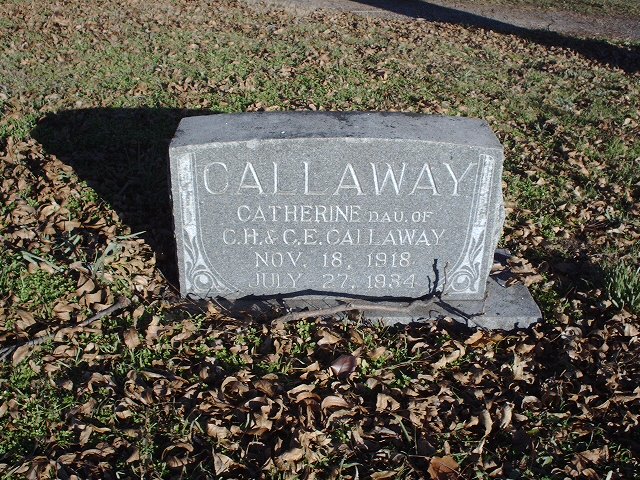 CALLAWAY
CATHERINE DAU. OF
C.H. & C.E. CALLAWAY
NOV. 18, 1918
JULY 27, 1934